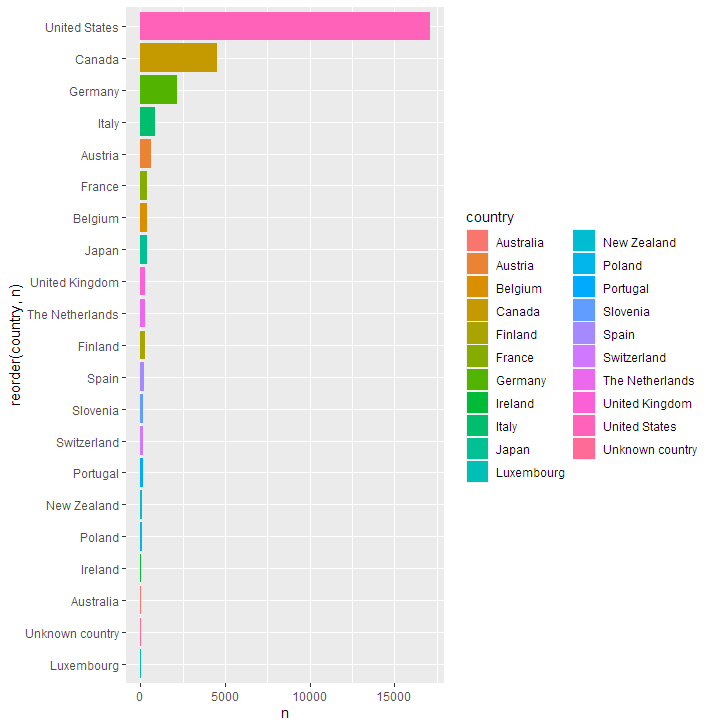 United States
Canada
Germany
Italy
Austria
France
Belgium
Japan
United Kingdom
The Netherlands
Finland
Spain
Slovenia
Switzerland
Portugal
New Zealand
Poland
Ireland
Australia
Unknown country
Luxembourg
reorder(country, n)
0 5000 10000 15000
n
country
Australia
Austria
Belgium
Canada
Finland
France
Germany
Ireland
Italy
Japan
Luxembourg
New Zealand
Poland
Portugal
Slovenia
Spain
Switzerland
The Netherlands
United Kingdom
United States
Unknown country